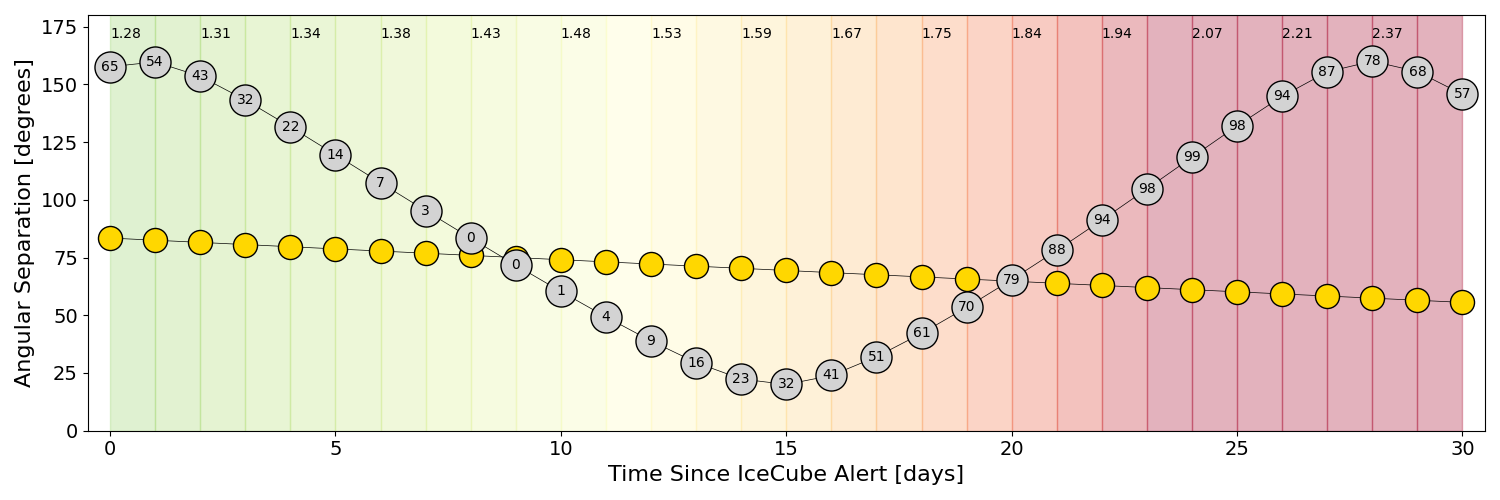 Angular Separation [degrees]
175
150
125
100
75
50
25
0
1.28 1.31 1.34 1.38 1.43 1.48 1.53 1.59 1.67 1.75 1.84 1.94 2.07 2.21 2.37
65 54 43 32 22 14 7 3 0 0 1 4 9 16 23 32 41 51 61 70 79 88 94 98 99 98 94 87 78 68 57
0 5 10 15 20 25 30
Time Since IceCube Alert [days]